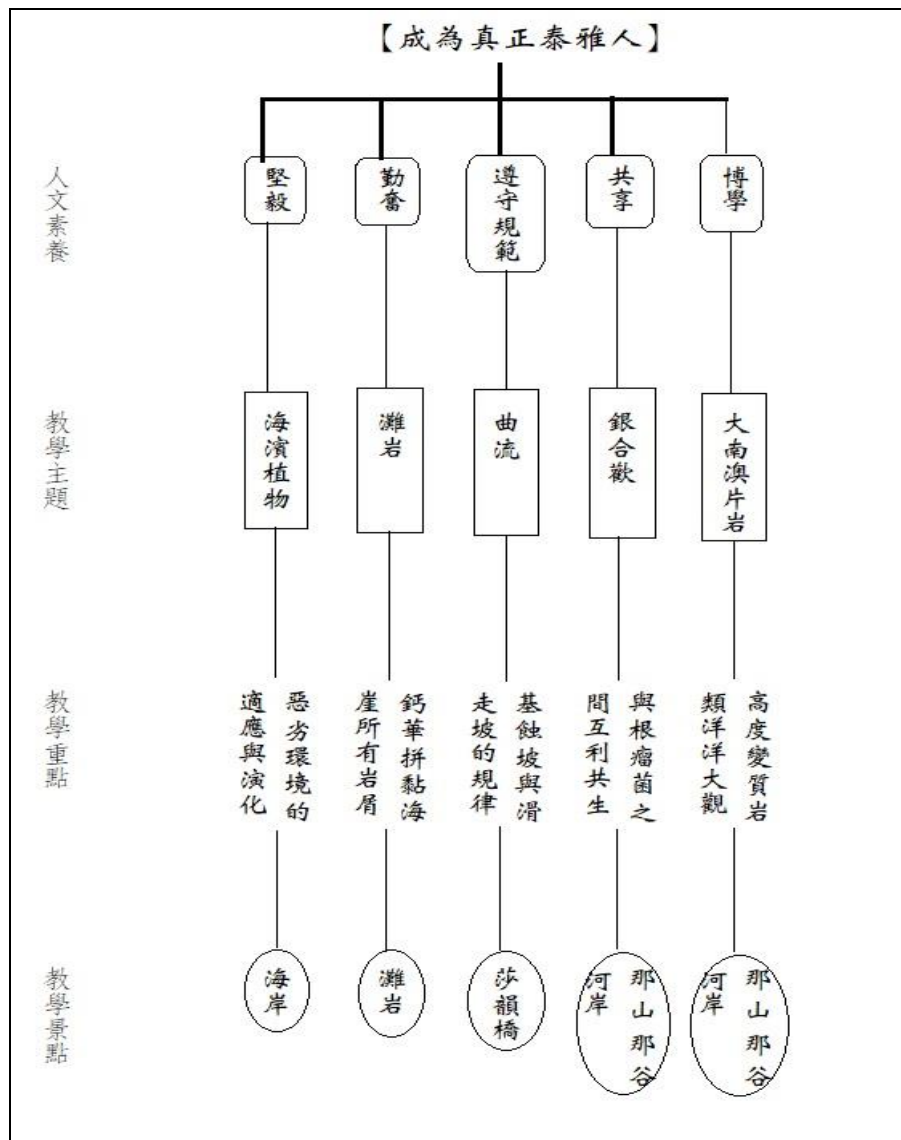 【成為真正泰雅人】
人文素養
堅毅
勤奮
遵守規範
共享
博學
教學主題
海濱植物
灘岩
曲流
銀合歡
大南澳片岩
教學重點
惡劣環境的
適應與演化
鈣華拼黏海
崖所有岩屑
基蝕坡與滑
走坡的規律
與根瘤菌之
間互利共生
高度變質岩
類洋洋大觀
教學景點
海岸
灘岩
莎韻橋
那山那谷
河岸
那山那谷
河岸